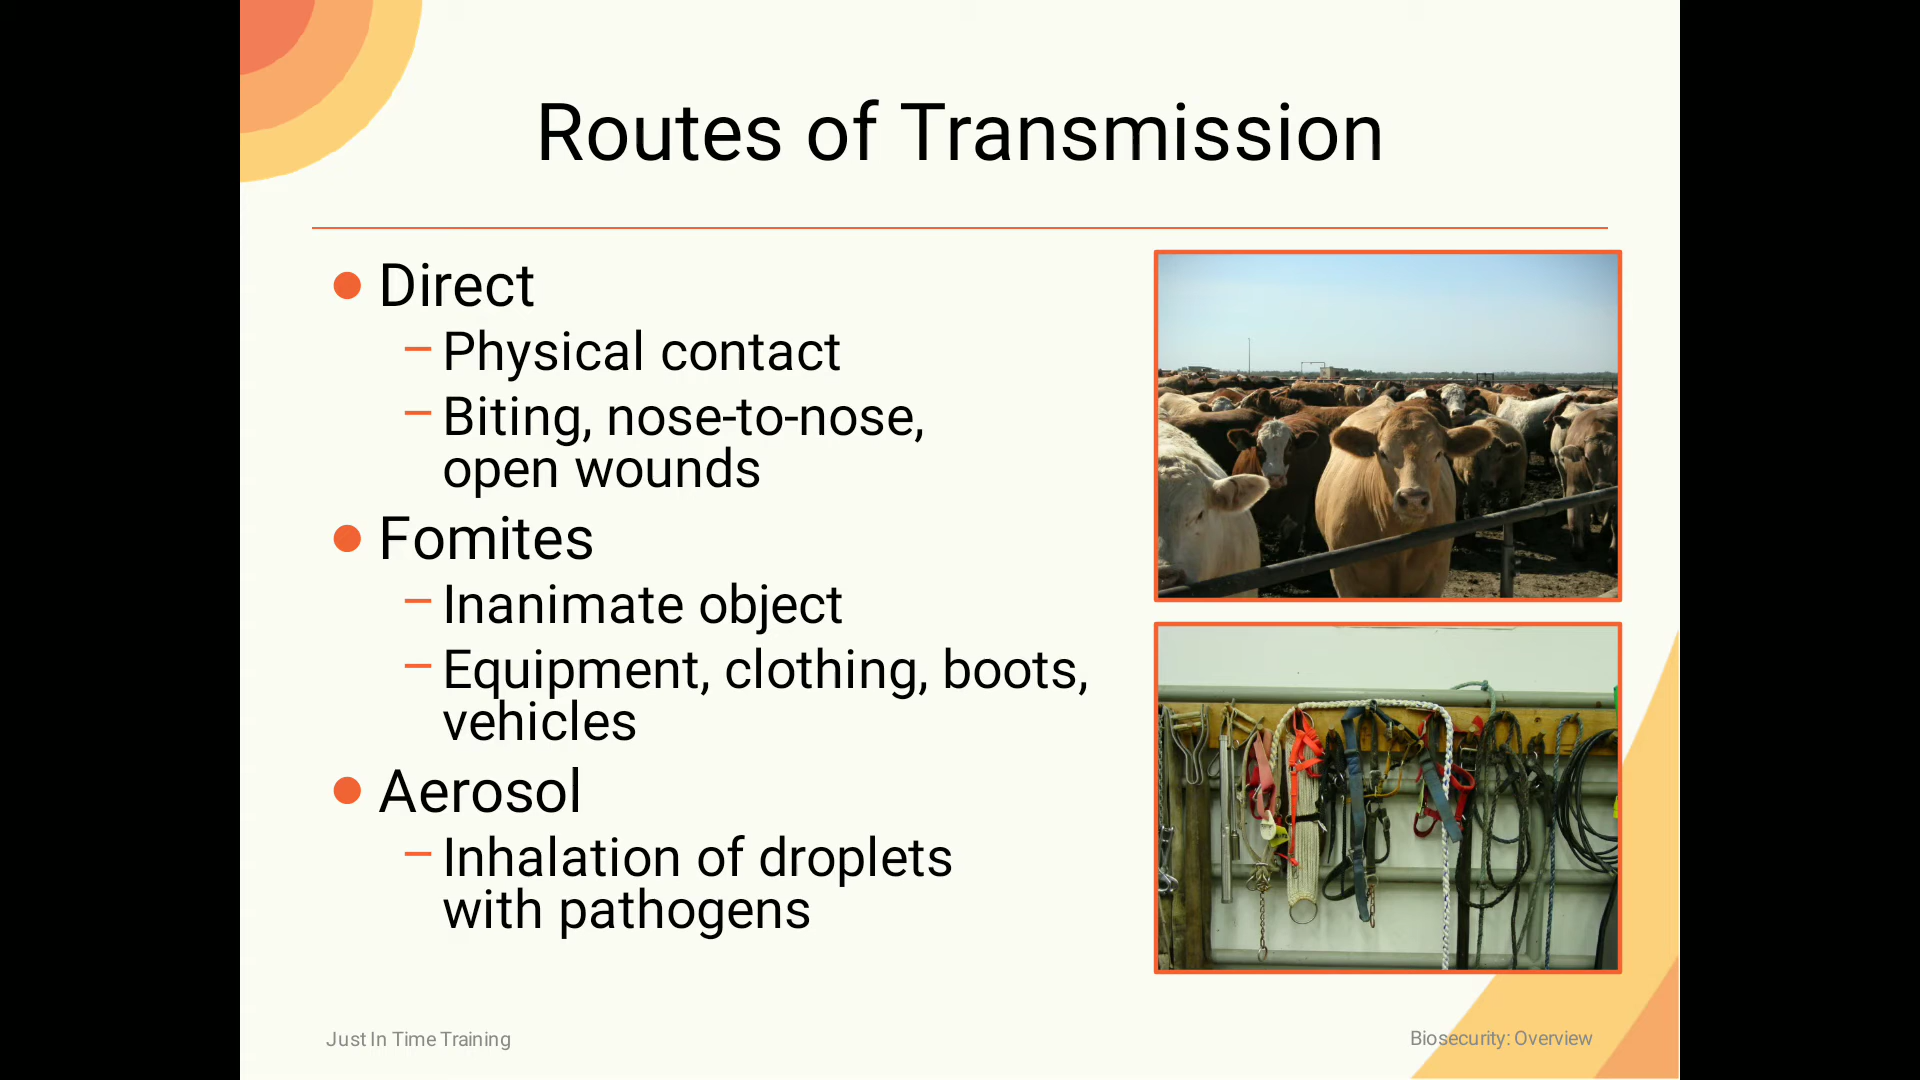 Routes of Transmission
Direct
– Physical contact
– Biting, nose-to-nose,
open wounds
Fomites
– Inanimate object
– Equipment, clothing, boots,
vehicles
Aerosol
– Inhalation of droplets
with pathogens
Just In Time Training
Biosecurity: Overview